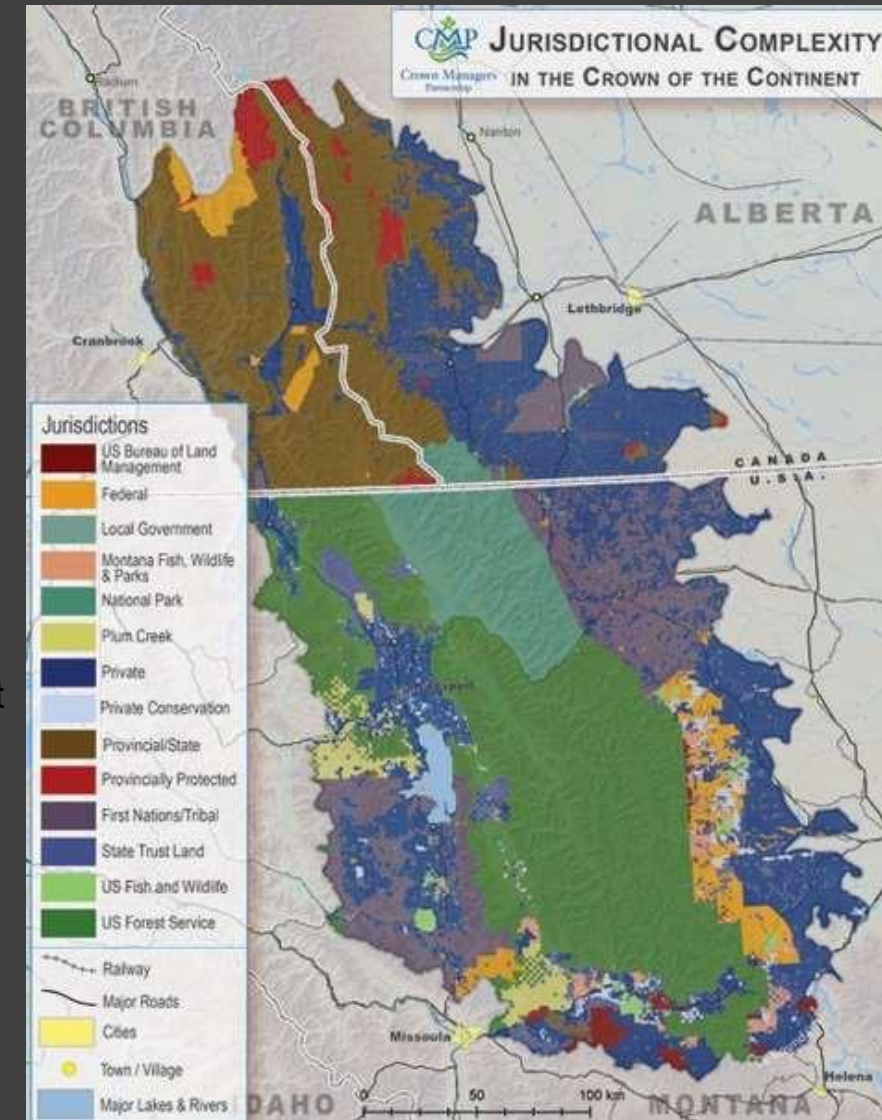 CMP
Crown Managers
Partnership
JURISDICTIONAL COMPLEXITY
IN THE CROWN OF THE CONTINENT
Radium
BRITISH
COLUMBIA
Nanton
ALBERTA
Lethbridge
Cranbrook
CANADA
U.S.A.
Jurisdictions
US Bureau of Land
Management
Federal
Local Government
Montana Fish, Wildlife
& Parks
National Park
Plum Creek
Private
t
Private Conservation
Provincial/State
Provincially Protected
First Nations/Tribal
State Trust Land
US Fish and Wildlife
US Forest Service
Railway
Major Roads
Cities
Town / Village
Major Lakes & Rivers
Missoula
Helena
DAHO
0 50 100 km
MONTANA